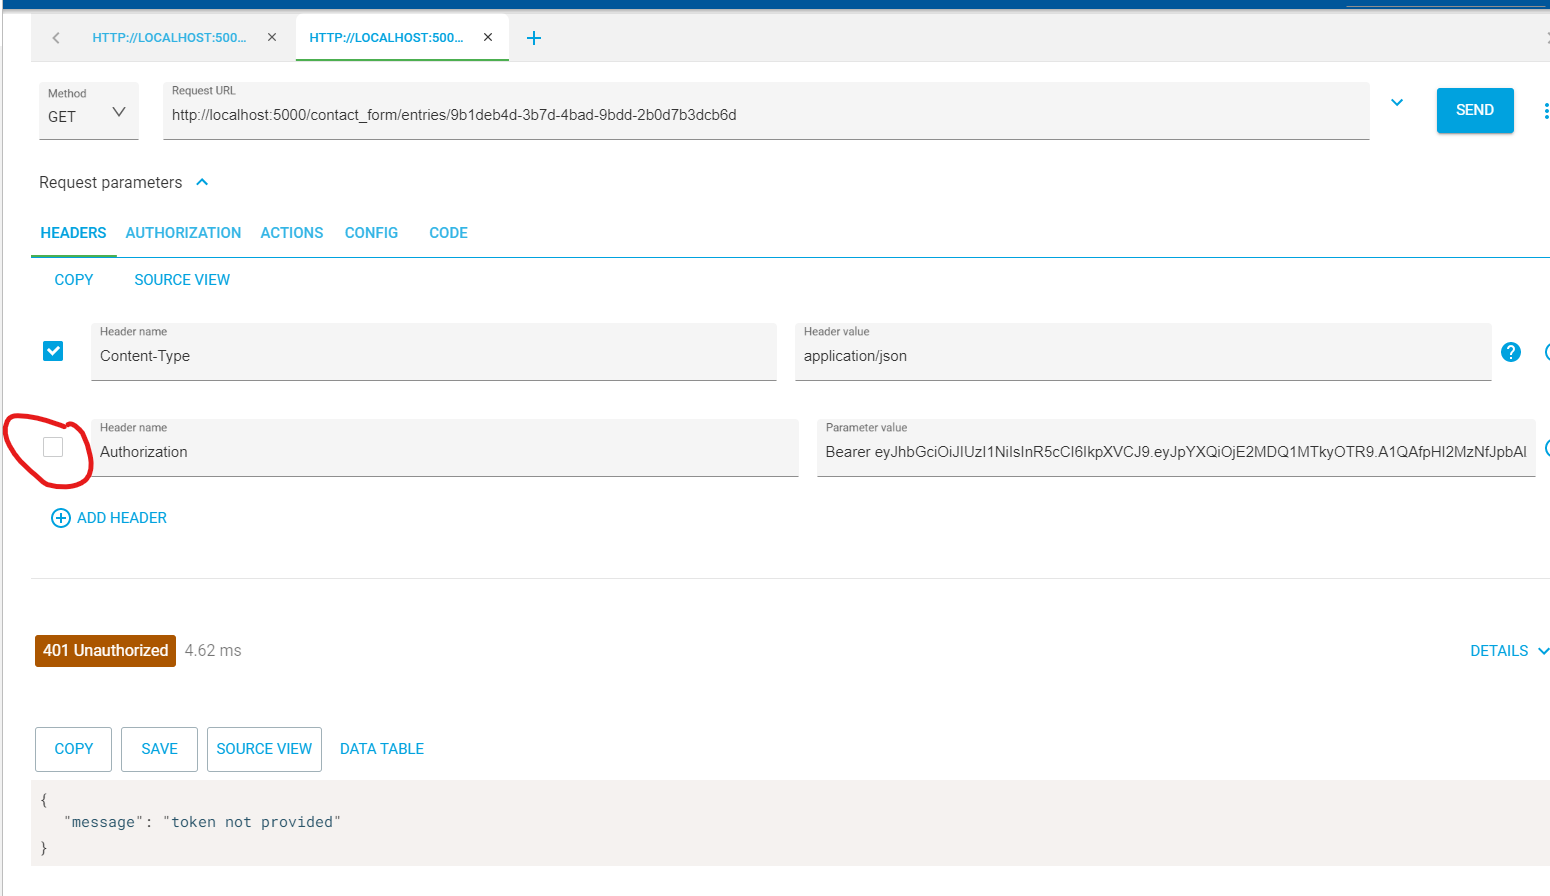 HTTP://LOCALHOST:500...
HTTP://LOCALHOST:500...
Method
GET
Request URL
http://localhost:5000/contact_form/entries/9b1deb4d-3b7d-4bad-9bdd-2b0d7b3dcb6d
SEND
Request parameters
HEADERS AUTHORIZATION ACTIONS CONFIG CODE
COPY SOURCE VIEW
Header name
Content-Type
Header value
application/json
Header name
Authorization
Parameter value
Bearer eyJhbGciOiJIUzI1NiIsInR5cCI6IkpXVCJ9.eyJpYXQiOjE2MDQ1MTkyOTR9.A1QAfpHI2MzNfJpbAI
ADD HEADER
401 Unauthorized 4.62 ms
DETAILS
COPY SAVE SOURCE VIEW DATA TABLE
{
"message": "token not provided"
}